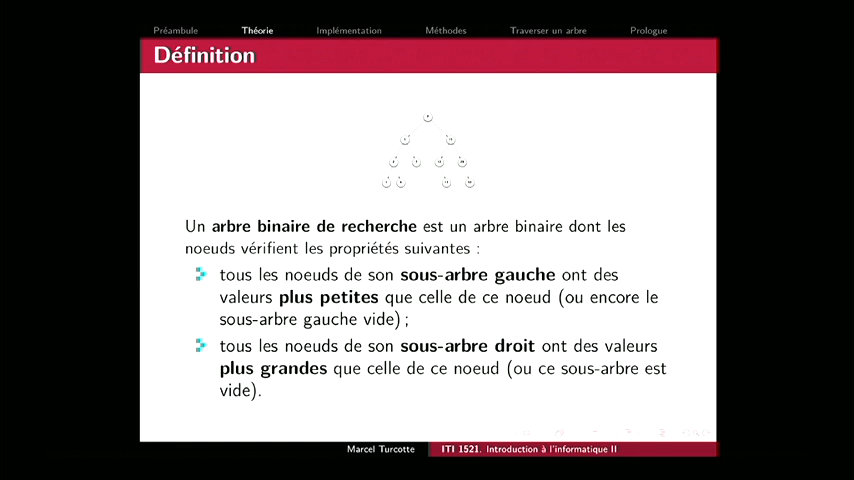 Préambule Théorie Implémentation Méthodes Traverser un arbre Prologue
Définition
Un arbre binaire de recherche est un arbre binaire dont les
noeuds vérifient les propriétés suivantes :
tous les noeuds de son sous-arbre gauche ont des
valeurs plus petites que celle de ce noeud (ou encore le
sous-arbre gauche vide) ;
tous les noeuds de son sous-arbre droit ont des valeurs
plus grandes que celle de ce noeud (ou ce sous-arbre est
vide).
Marcel Turcotte ITI 1521. Introduction à l'informatique II